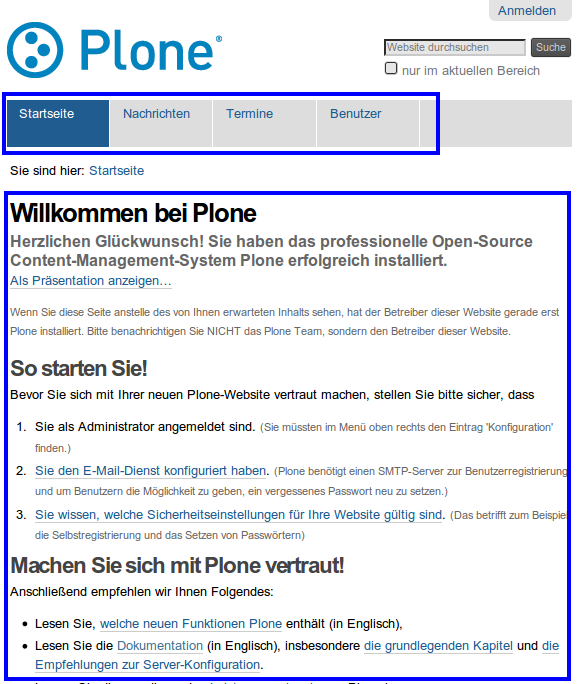 Anmelden
Plone®
Website durchsuchen Suche
nur im aktuellen Bereich
Startseite Nachrichten Termine Benutzer
Sie sind hier: Startseite
Willkommen bei Plone
Herzlichen Glückwunsch! Sie haben das professionelle Open-Source
Content-Management-System Plone erfolgreich installiert.
Als Präsentation anzeigen…
Wenn Sie diese Seite anstelle des von Ihnen erwarteten Inhalts sehen, hat der Betreiber dieser Website gerade erst
Plone installiert. Bitte benachrichtigen Sie NICHT das Plone Team, sondern den Betreiber dieser Website.
So starten Sie!
Bevor Sie sich mit Ihrer neuen Plone-Website vertraut machen, stellen Sie bitte sicher, dass
1. Sie als Administrator angemeldet sind. (Sie müssten im Menü oben rechts den Eintrag 'Konfiguration'
finden.)
2. Sie den E-Mail-Dienst konfiguriert haben. (Plone benötigt einen SMTP-Server zur Benutzerregistrierung
und um Benutzern die Möglichkeit zu geben, ein vergessenes Passwort neu zu setzen.)
3. Sie wissen, welche Sicherheitseinstellungen für Ihre Website gültig sind. (Das betrifft zum Beispiel
die Selbstregistrierung und das Setzen von Passwörtern)
Machen Sie sich mit Plone vertraut!
Anschließend empfehlen wir Ihnen Folgendes:
• Lesen Sie, welche neuen Funktionen Plone enthält (in Englisch),
• Lesen Sie die Dokumentation (in Englisch), insbesondere die grundlegenden Kapitel und die
Empfehlungen zur Server-Konfiguration.